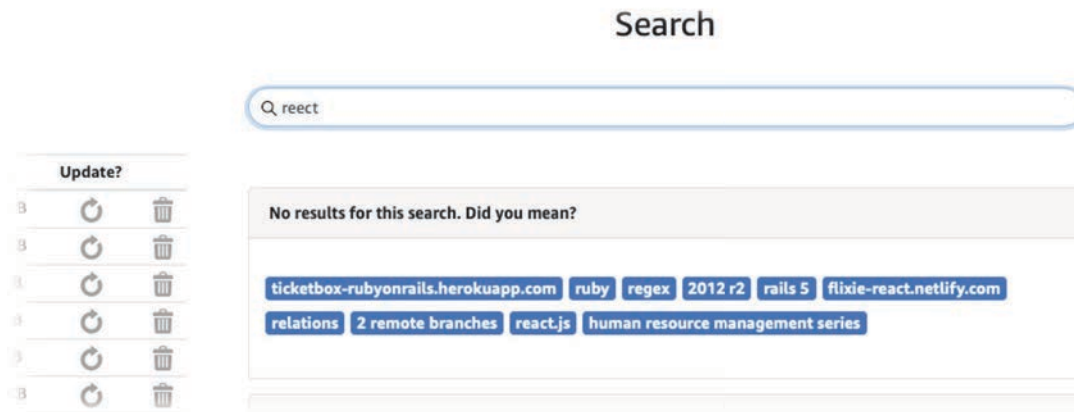 Search
reect
Update?
B
B
B
B
B
B
No results for this search. Did you mean?
ticketbox-rubyonrails.herokuapp.com ruby regex 2012 r2 rails 5 flixie-react.netlify.com
relations 2 remote branches react.js human resource management series